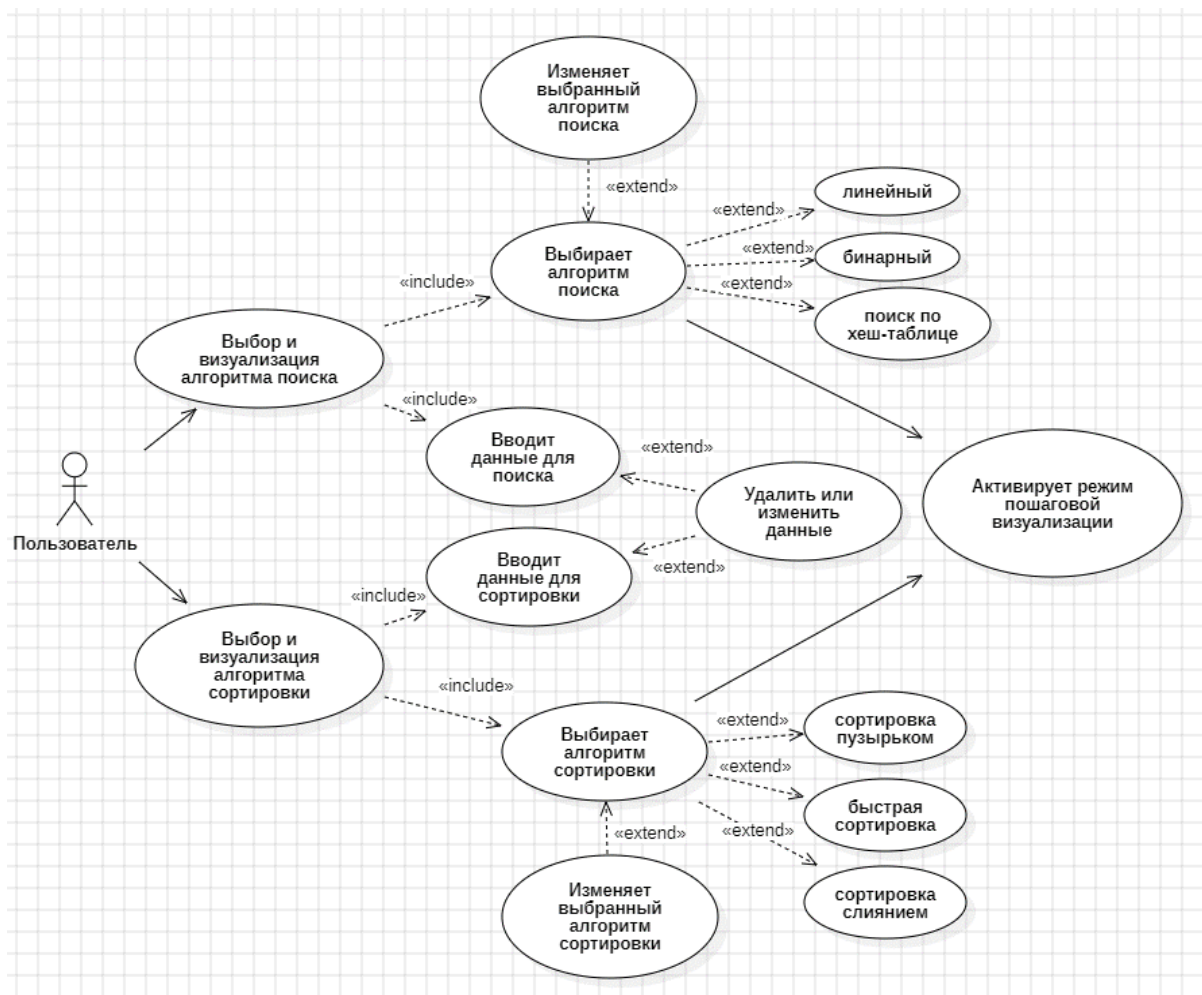 Изменяет
выбранный
алгоритм
поиска
«extend»
линейный
«extend»
Выбирает
алгоритм
поиска
«extend»
бинарный
«include»
«extend»
поиск по
хеш-таблице
Выбор и
визуализация
алгоритма поиска
«include»
Вводит
данные для
поиска
«extend»
Удалить или
изменить
данные
Активирует режим
пошаговой
визуализации
Пользователь
Вводит
данные для
сортировки
«extend»
«include»
Выбор и
визуализация
алгоритма
сортировки
«include»
Выбирает
алгоритм
сортировки
«extend»
сортировка
пузырьком
«extend»
быстрая
сортировка
«extend»
«extend»
сортировка
слиянием
Изменяет
выбранный
алгоритм
сортировки